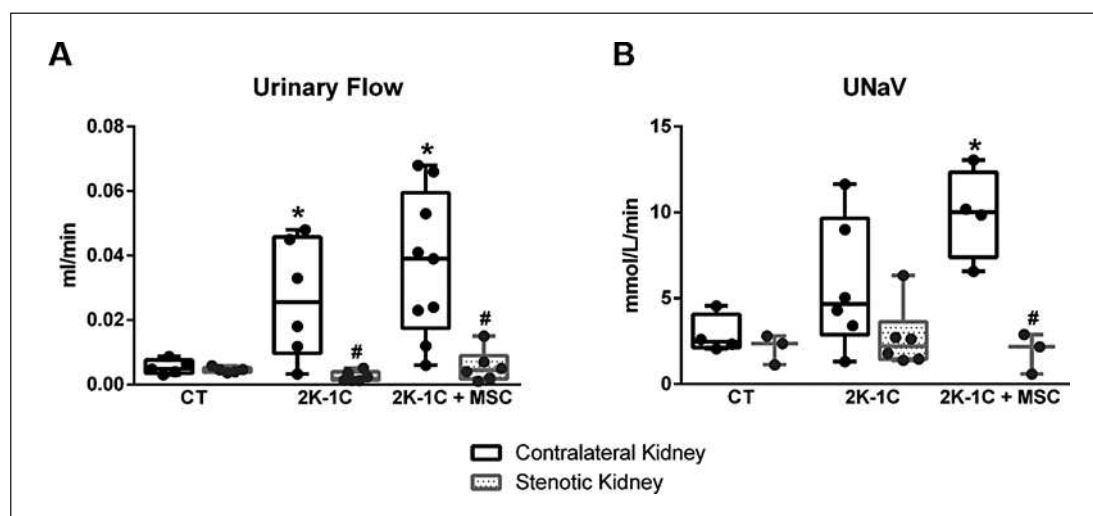 A
Urinary Flow
ml/min
0.08
0.06
0.04
0.02
0.00
*
*
#
#
CT
2K-1C
2K-1C + MSC
B
UNaV
mmol/L/min
15
10
5
0
*
#
CT
2K-1C
2K-1C + MSC
Contralateral Kidney
Stenotic Kidney